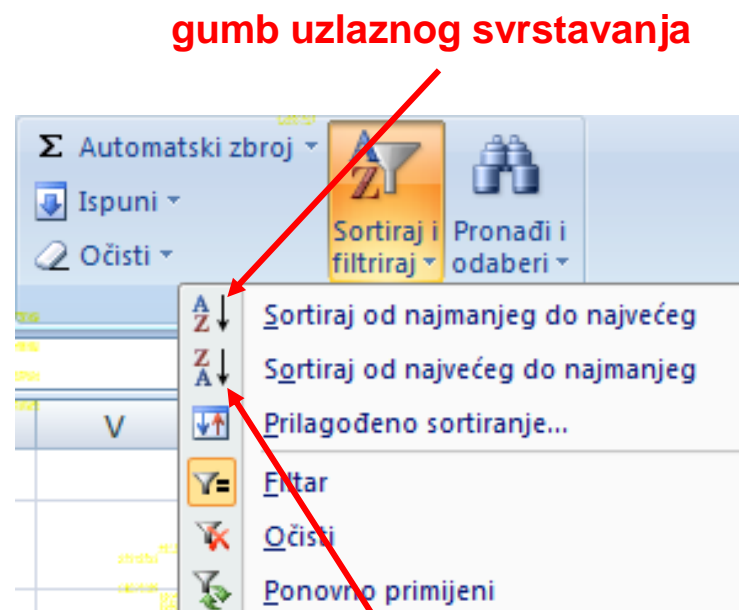 gumb uzlaznog svrstavanja
Σ Automatski zbroj
Ispuni
Očisti
Sortiraj i
filtriraj
Pronađi i
odaberi
Sortiraj od najmanjeg do najvećeg
Sortiraj od najvećeg do najmanjeg
Prilagođeno sortiranje...
Filtar
Očisti
Ponovno primijeni
V